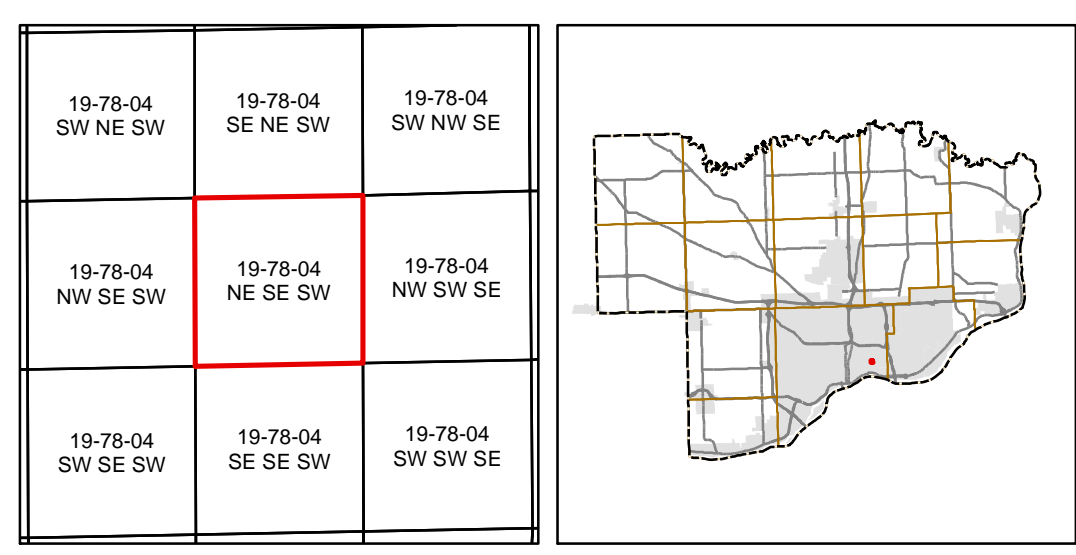 19-78-04
SW NE SW
19-78-04
SE NE SW
19-78-04
SW NW SE
19-78-04
NW SE SW
19-78-04
NE SE SW
19-78-04
NW SW SE
19-78-04
SW SE SW
19-78-04
SE SE SW
19-78-04
SW SW SE